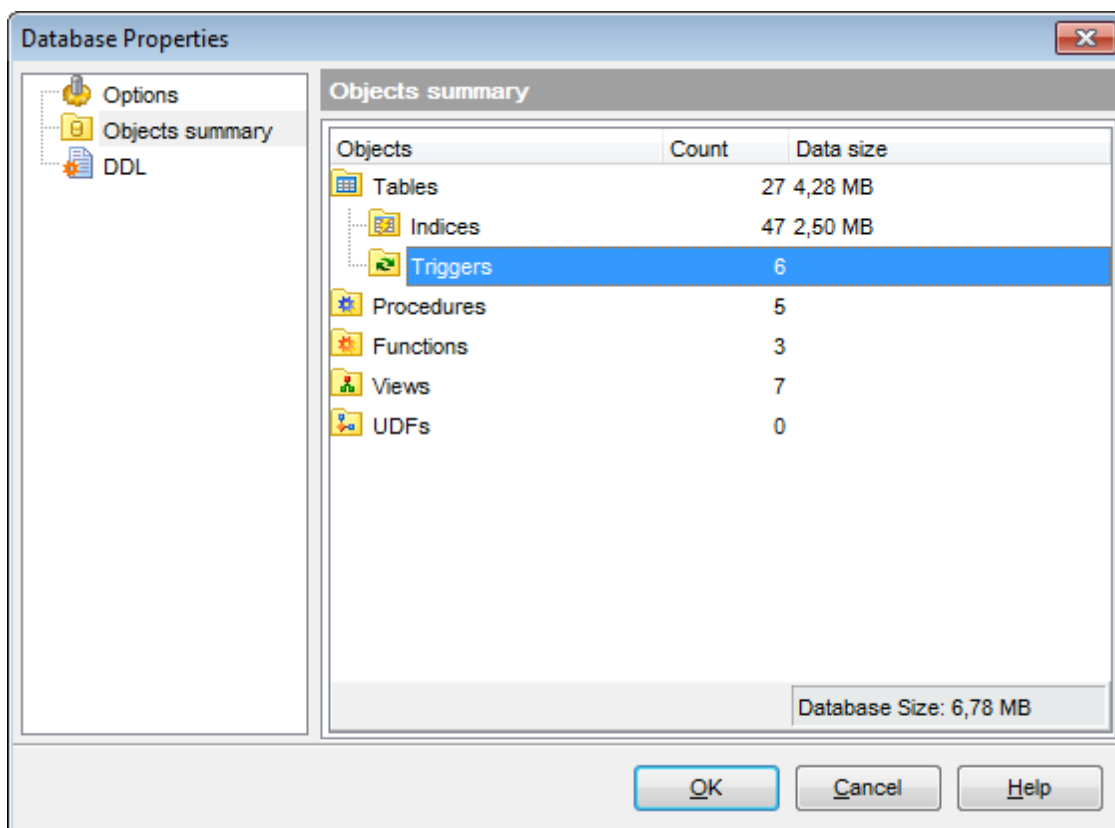 Database Properties
Options
Objects summary
DDL
Objects summary
Objects Count Data size
Tables 27 4,28 MB
Indices 47 2,50 MB
Triggers 6
Procedures 5
Functions 3
Views 7
UDFs 0
Database Size: 6,78 MB
OK Cancel Help